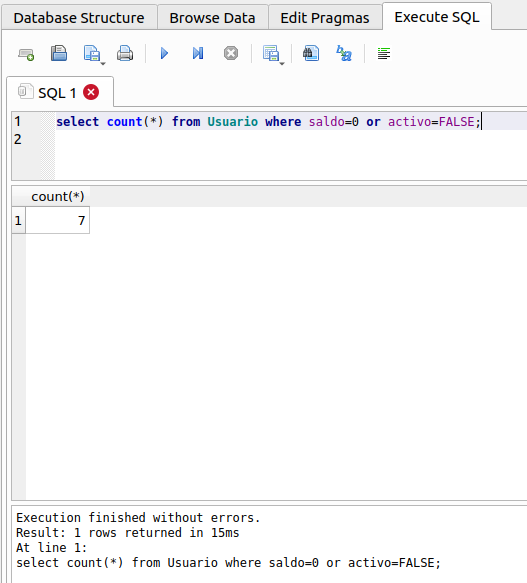 Database Structure Browse Data Edit Pragmas Execute SQL
SQL 1
1 select count(*) from Usuario where saldo=0 or activo=FALSE;
2
count(*)
1 7
Execution finished without errors.
Result: 1 rows returned in 15ms
At line 1:
select count(*) from Usuario where saldo=0 or activo=FALSE;